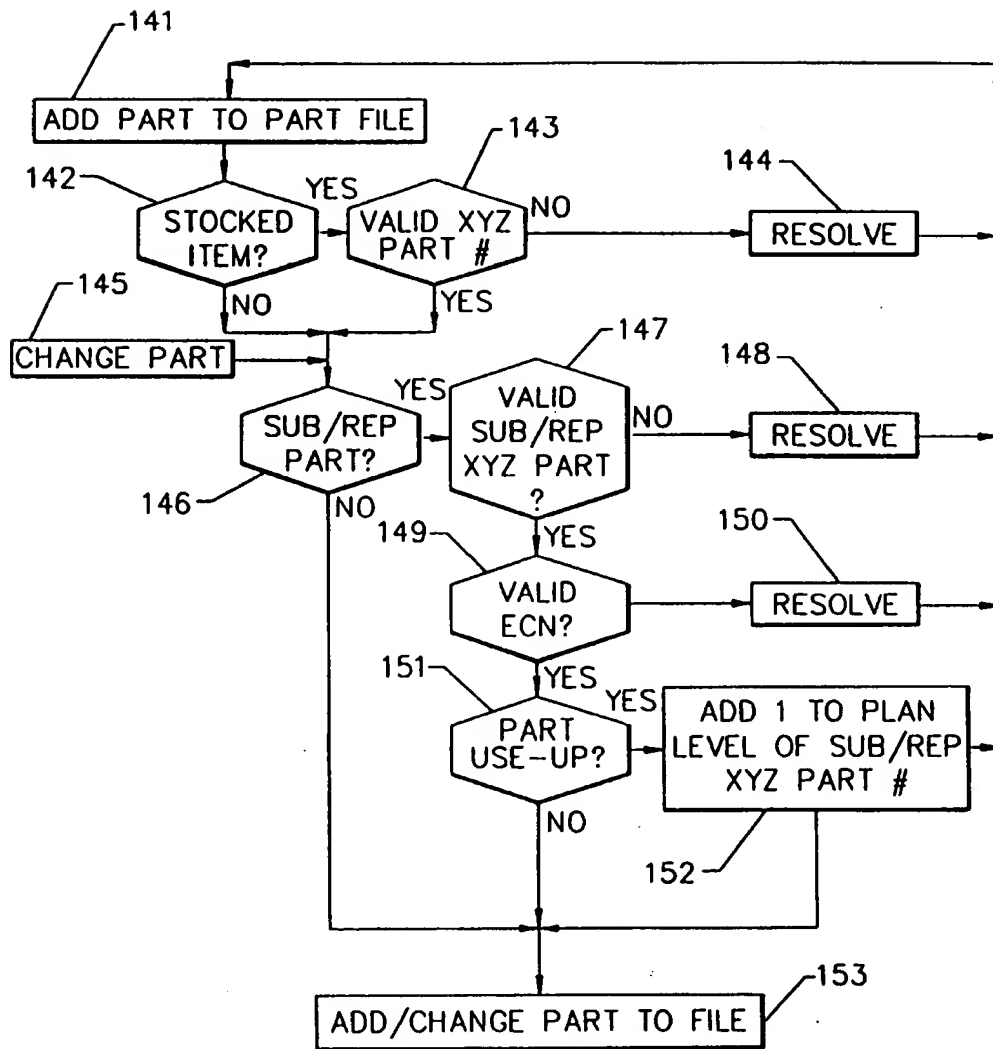 141
ADD PART TO PART FILE
142
STOCKED
ITEM?
YES
NO
143
VALID XYZ
PART #
NO
YES
144
RESOLVE
145
CHANGE PART
SUB/REP
PART?
146
YES
NO
147
VALID
SUB/REP
XYZ PART
?
NO
YES
148
RESOLVE
149
VALID
ECN?
YES
150
RESOLVE
151
PART
USE-UP?
YES
NO
ADD 1 TO PLAN
LEVEL OF SUB/REP
XYZ PART #
152
153
ADD/CHANGE PART TO FILE